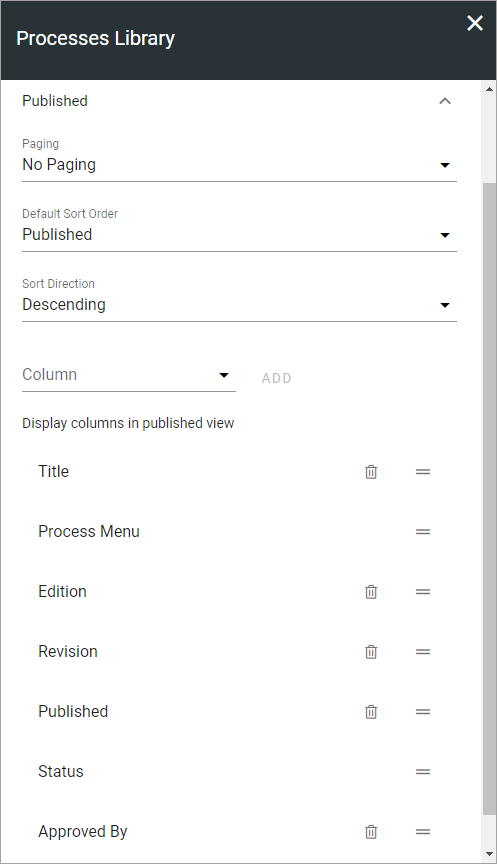 Processes Library
Published
Paging
No Paging
Default Sort Order
Published
Sort Direction
Descending
Column ADD
Display columns in published view
Title
Process Menu
Edition
Revision
Published
Status
Approved By